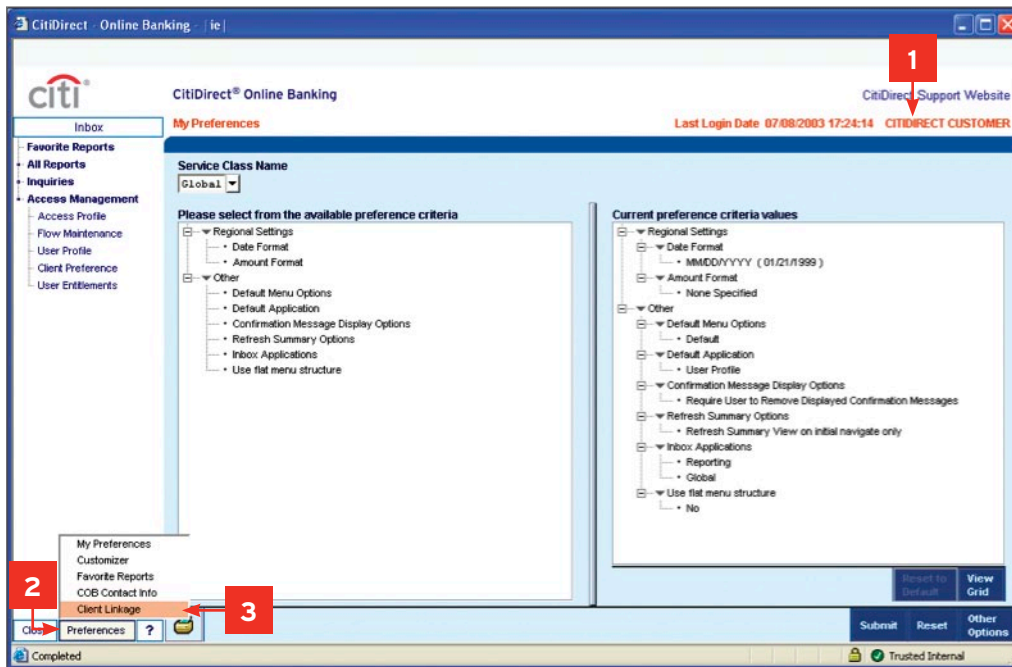 CitiDirect - Online Banking - | ie |
1
citi®
CitiDirect® Online Banking
CitiDirect Support Website
Inbox
My Preferences
Last Login Date 07/08/2003 17:24:14 CITIDIRECT CUSTOMER
Favorite Reports
All Reports
Inquiries
Access Management
Access Profile
Flow Maintenance
User Profile
Client Preference
User Entitlements
Service Class Name
Global
Please select from the available preference criteria
Regional Settings
Date Format
Amount Format
Other
Default Menu Options
Default Application
Confirmation Message Display Options
Refresh Summary Options
Inbox Applications
Use flat menu structure
Current preference criteria values
Regional Settings
Date Format
MM/DD/YYYY ( 01/21/1999 )
Amount Format
None Specified
Other
Default Menu Options
Default
Default Application
User Profile
Confirmation Message Display Options
Require User to Remove Displayed Confirmation Messages
Refresh Summary Options
Refresh Summary View on initial navigate only
Inbox Applications
Reporting
Global
Use flat menu structure
No
My Preferences
Customizer
Favorite Reports
COB Contact Info
Client Linkage
2
3
Reset to Default
View Grid
Close
Preferences
?
Submit
Reset
Other Options
Completed
Trusted Internal